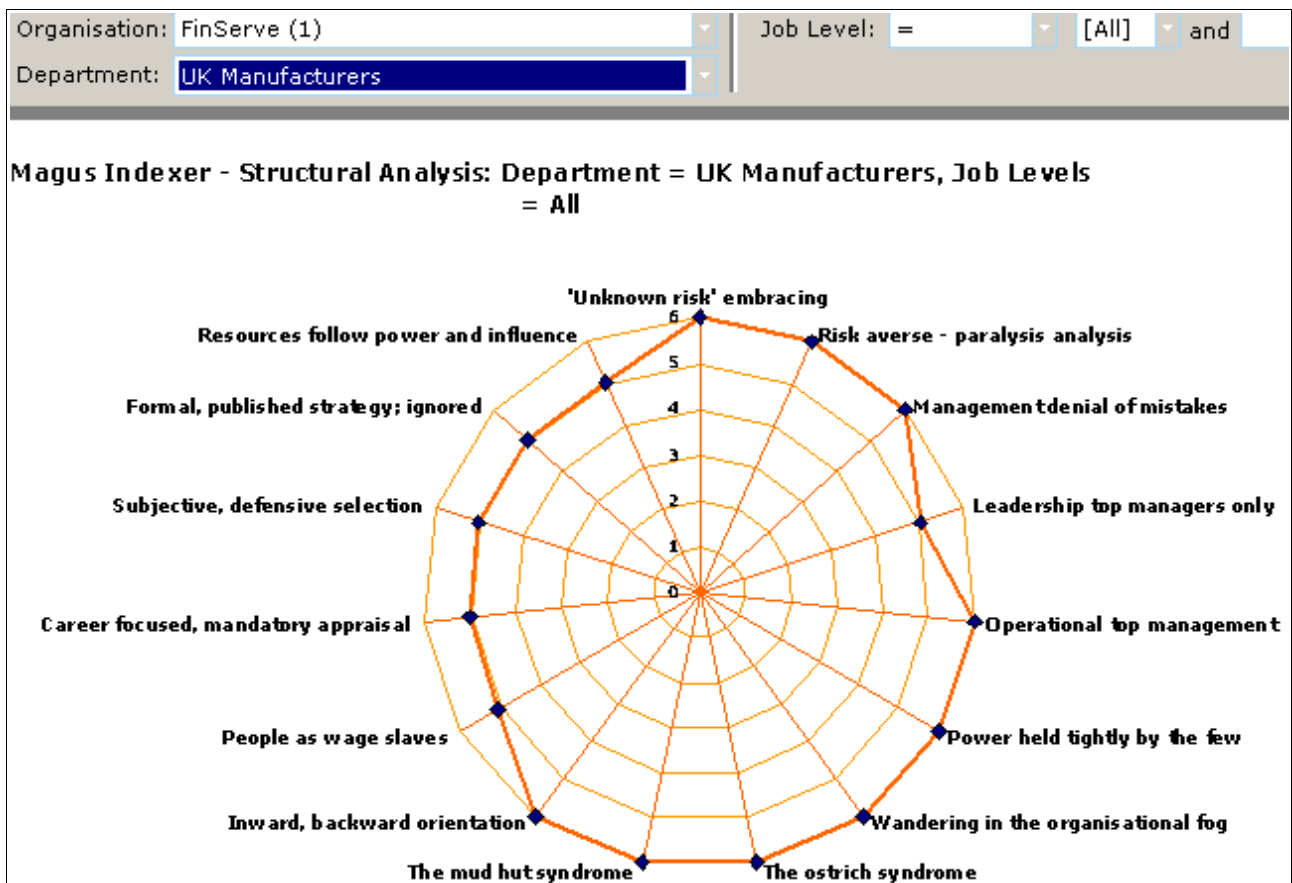 Organisation: FinServe (1) Job Level: = [All] and
Department: UK Manufacturers
Magus Indexer - Structural Analysis: Department = UK Manufacturers, Job Levels
= All
'Unknown risk' embracing
6
Resources follow power and influence
Risk averse - paralysis analysis
5
Formal, published strategy; ignored
4
Management denial of mistakes
3
Subjective, defensive selection
2
Leadership top managers only
1
0
Career focused, mandatory appraisal
Operational top management
People as wage slaves
Power held tightly by the few
Inward, backward orientation
Wandering in the organisational fog
The mud hut syndrome
The ostrich syndrome